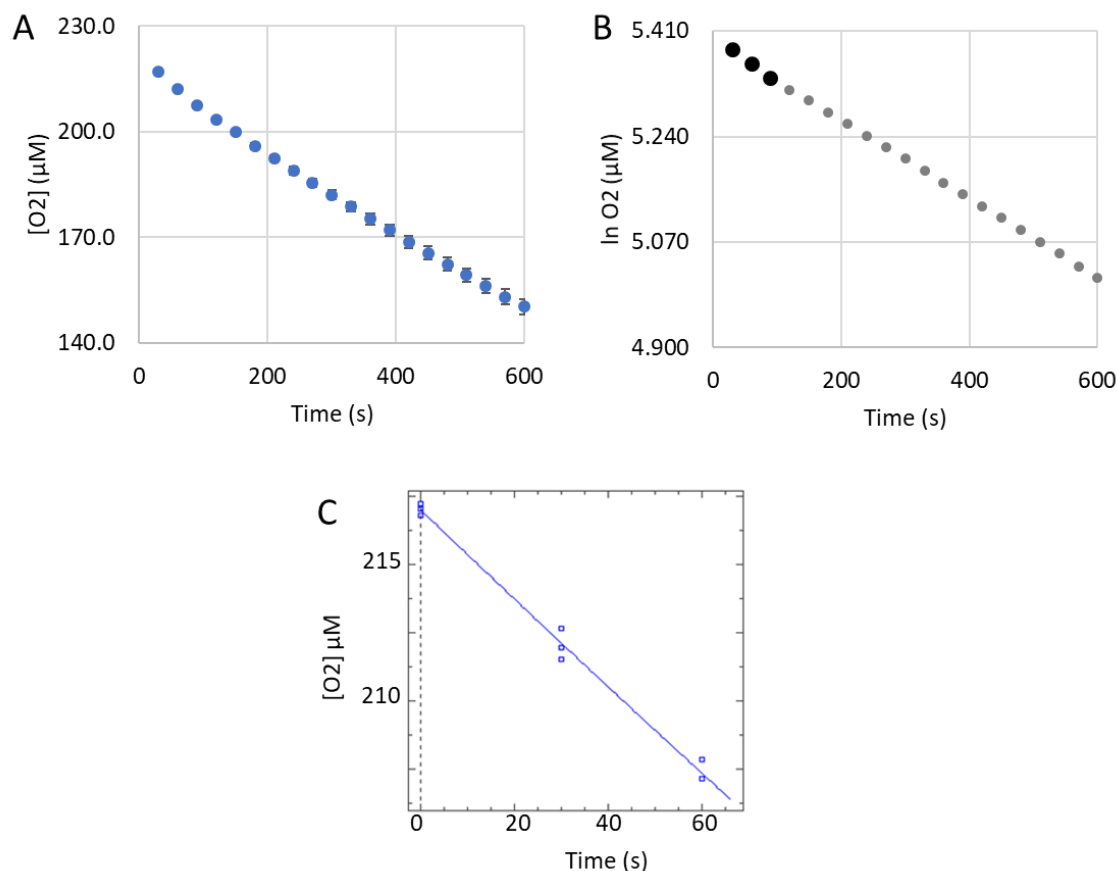 A
230.0
200.0
170.0
140.0
[O2] (µM)
0 200 400 600
Time (s)
B
5.410
5.240
5.070
4.900
ln O2 (µM)
0 200 400 600
Time (s)
C
215
210
[O2] µM
0 20 40 60
Time (s)